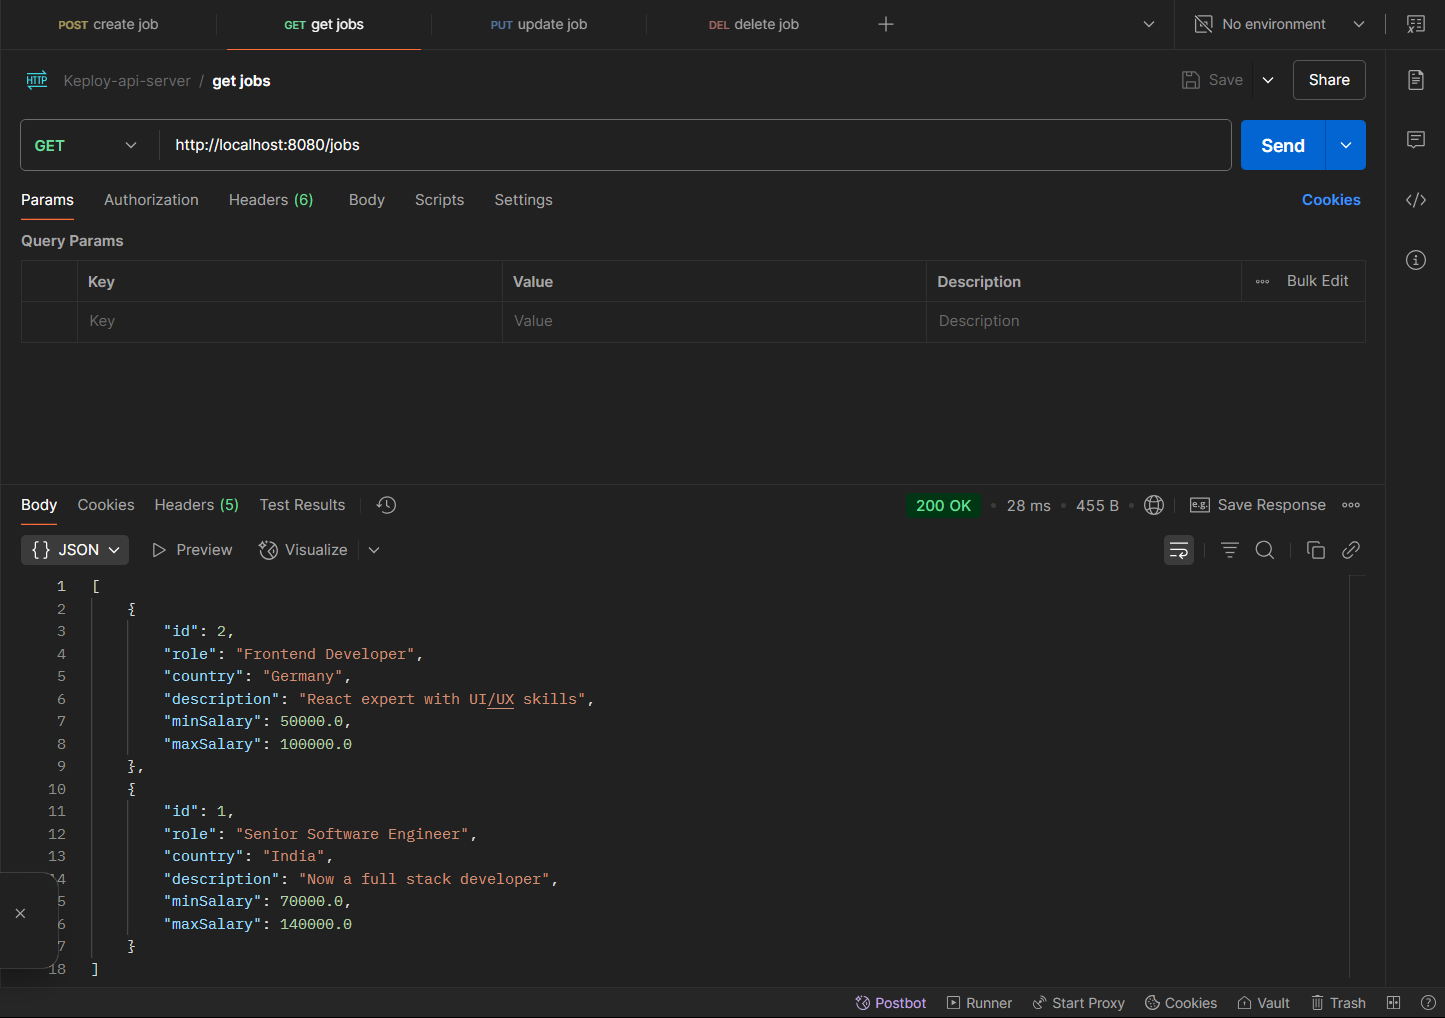 POST create job GET get jobs PUT update job DEL delete job No environment
HTTP Keploy-api-server / get jobs Save Share
GET http://localhost:8080/jobs Send
Params Authorization Headers (6) Body Scripts Settings Cookies
Query Params
Key Value Description Bulk Edit
Key Value Description
Body Cookies Headers (5) Test Results 200 OK 28 ms 455 B e.g. Save Response
{} JSON Preview Visualize
1 [
2 {
3 "id": 2,
4 "role": "Frontend Developer",
5 "country": "Germany",
6 "description": "React expert with UI/UX skills",
7 "minSalary": 50000.0,
8 "maxSalary": 100000.0
9 },
10 {
11 "id": 1,
12 "role": "Senior Software Engineer",
13 "country": "India",
14 "description": "Now a full stack developer",
5 "minSalary": 70000.0,
6 "maxSalary": 140000.0
7 }
18 ]
Postbot Runner Start Proxy Cookies Vault Trash